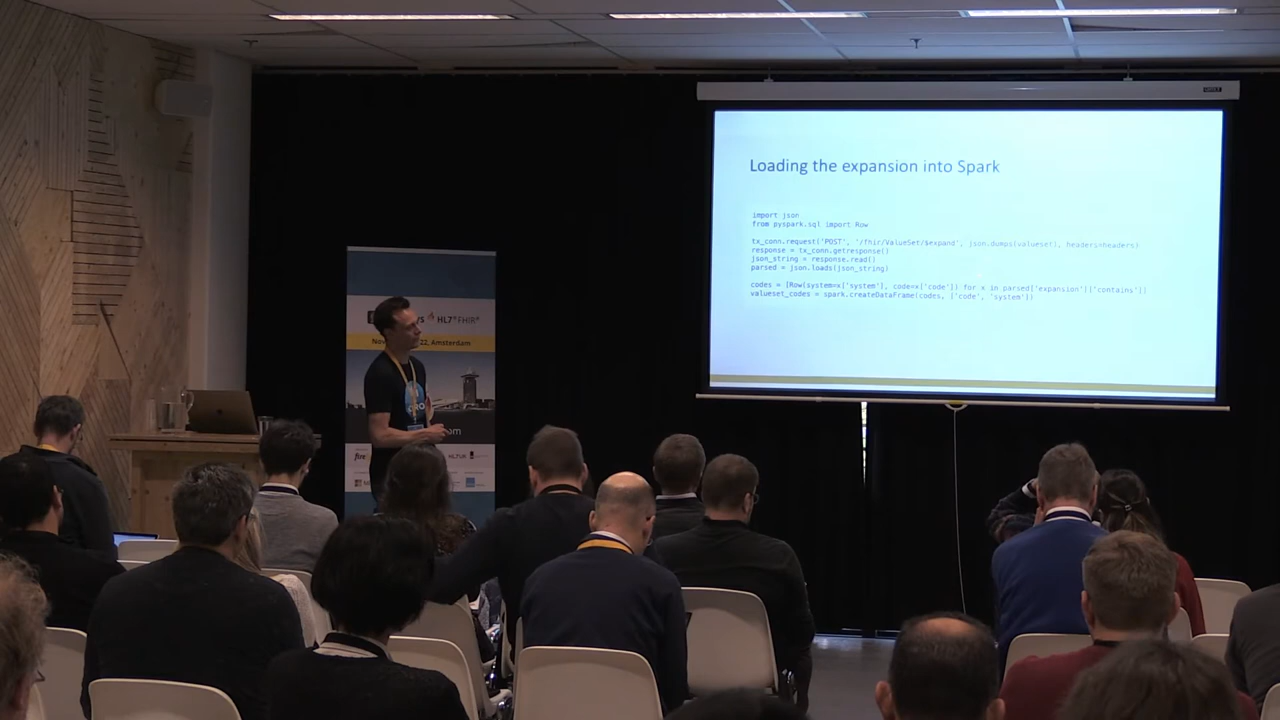 Loading the expansion into Spark
import json
from pyspark.sql import Row
tx_conn.request('POST', '/fhir/ValueSet/$expand', json.dumps(valueset), headers=headers)
response = tx_conn.getresponse()
json_string = response.read()
parsed = json.loads(json_string)
codes = [Row(system=x['system'], code=x['code']) for x in parsed['expansion']['contains']]
valueset_codes = spark.createDataFrame(codes, ['code', 'system'])
HL7® FHIR®
22, Amsterdam
fire
HL7UK